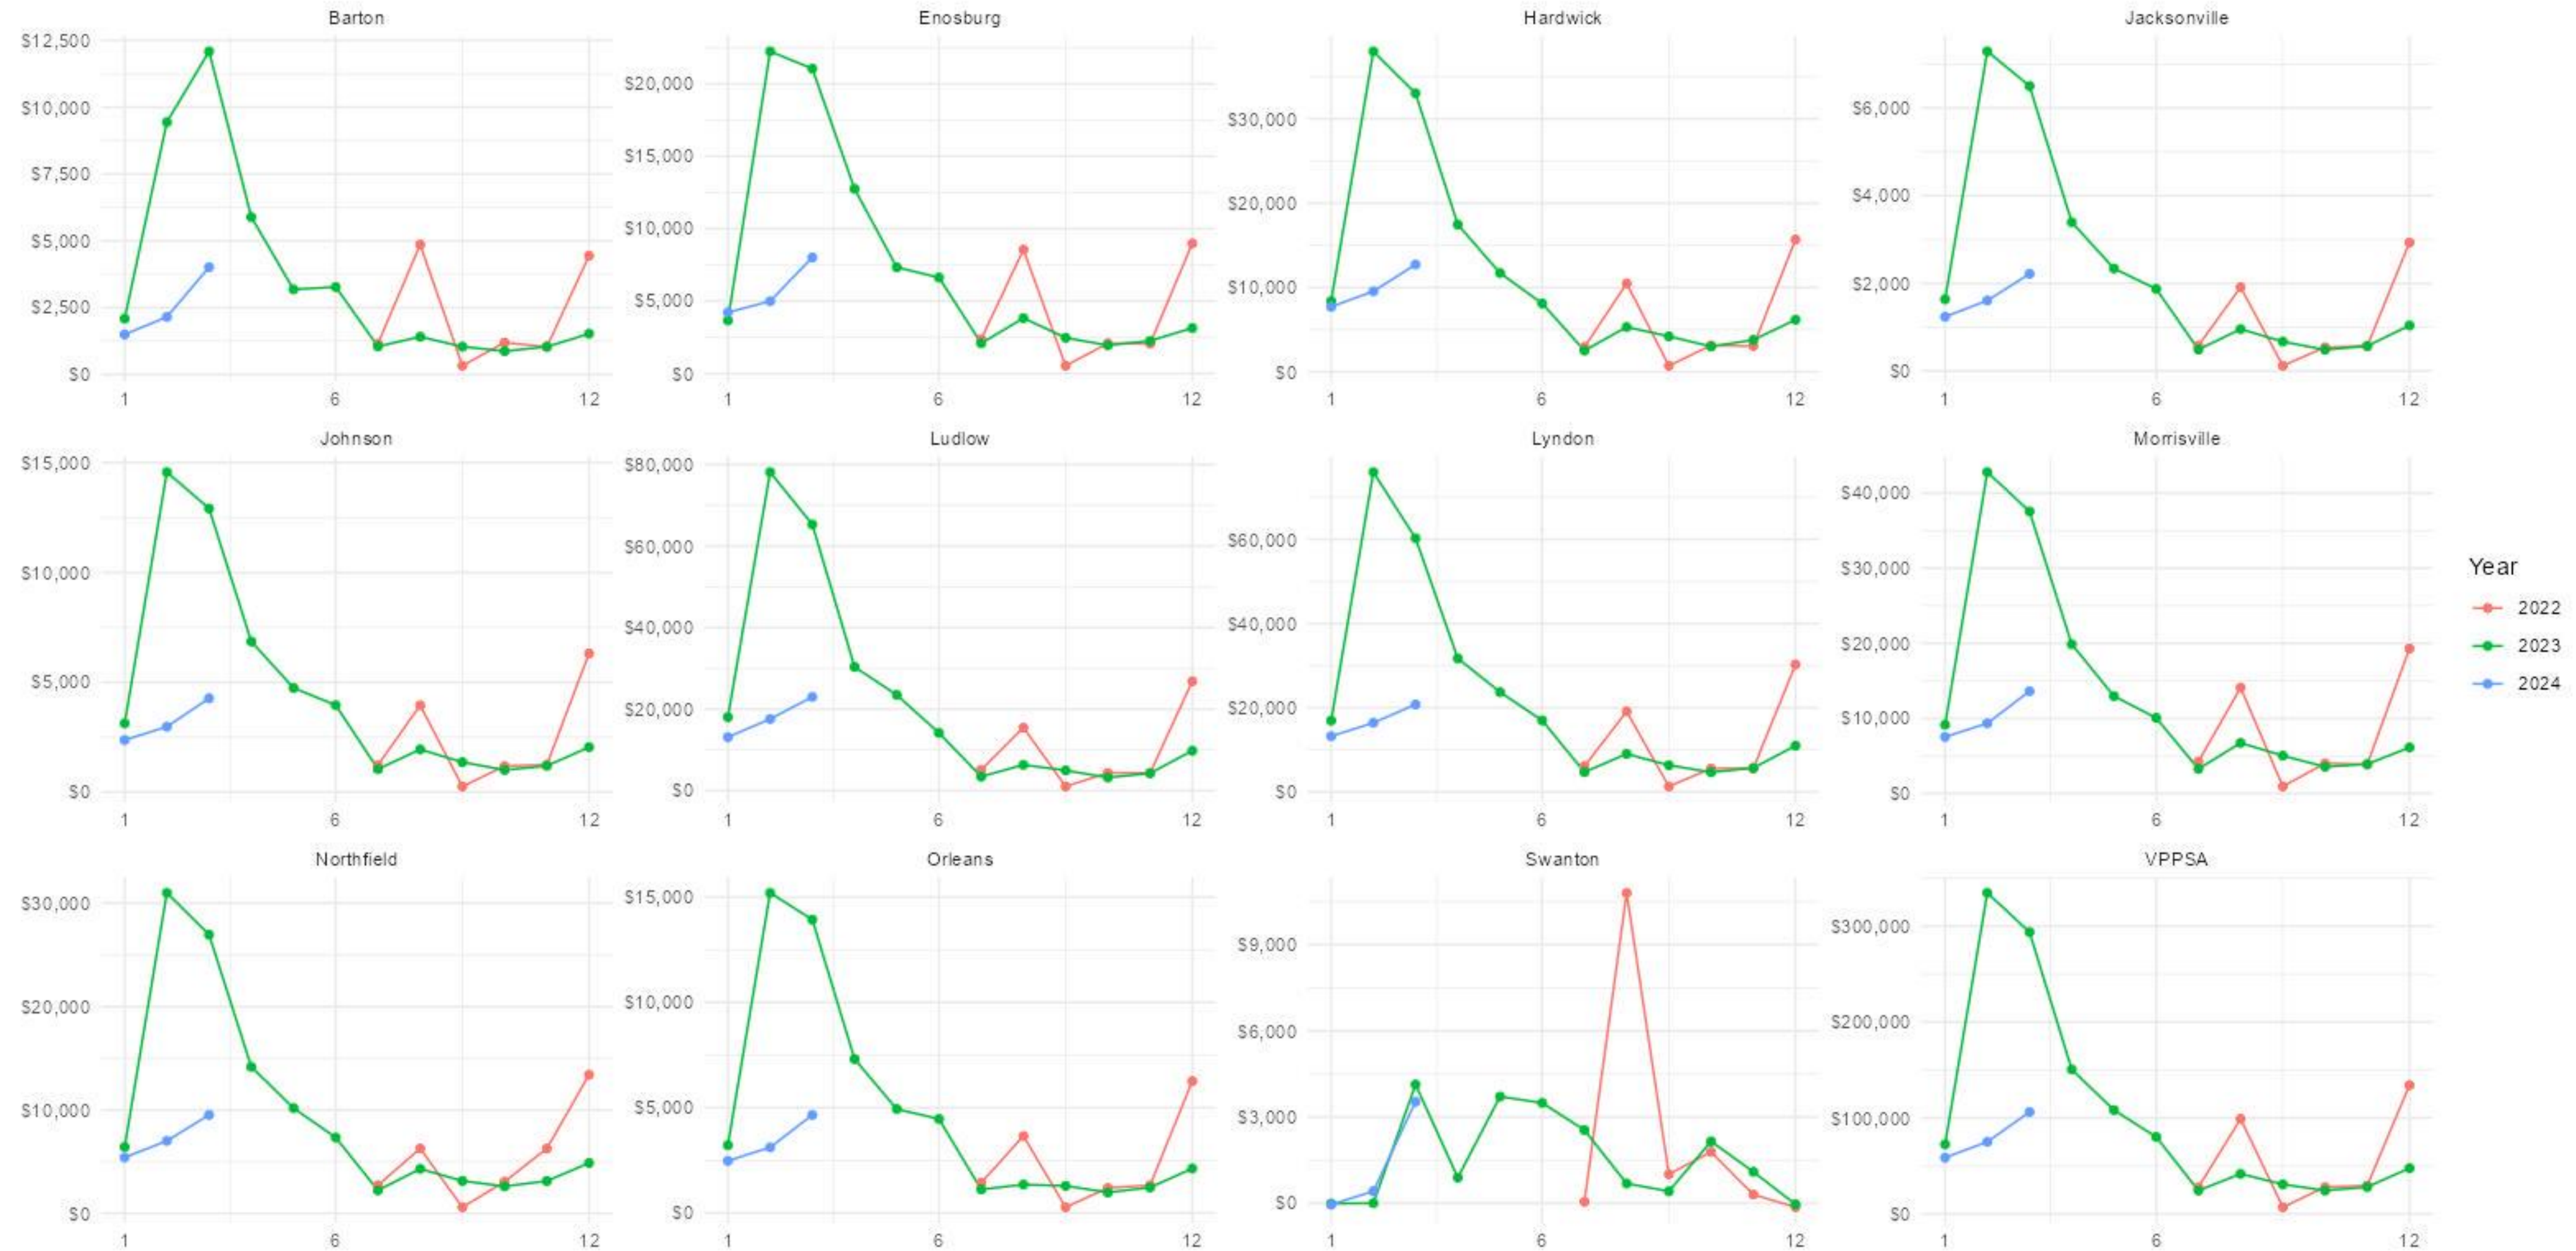 Barton
Enosburg
Hardwick
Jacksonville
$12,500
$10,000
$7,500
$5,000
$2,500
$0
1 6 12
$20,000
$15,000
$10,000
$5,000
$0
1 6 12
$30,000
$20,000
$10,000
$0
1 6 12
$6,000
$4,000
$2,000
$0
1 6 12
Johnson
Ludlow
Lyndon
Morrisville
$15,000
$10,000
$5,000
$0
1 6 12
$80,000
$60,000
$40,000
$20,000
$0
1 6 12
$60,000
$40,000
$20,000
$0
1 6 12
$40,000
$30,000
$20,000
$10,000
$0
1 6 12
Northfield
Orleans
Swanton
VPPSA
$30,000
$20,000
$10,000
$0
1 6 12
$15,000
$10,000
$5,000
$0
1 6 12
$9,000
$6,000
$3,000
$0
1 6 12
$300,000
$200,000
$100,000
$0
1 6 12
Year
2022
2023
2024